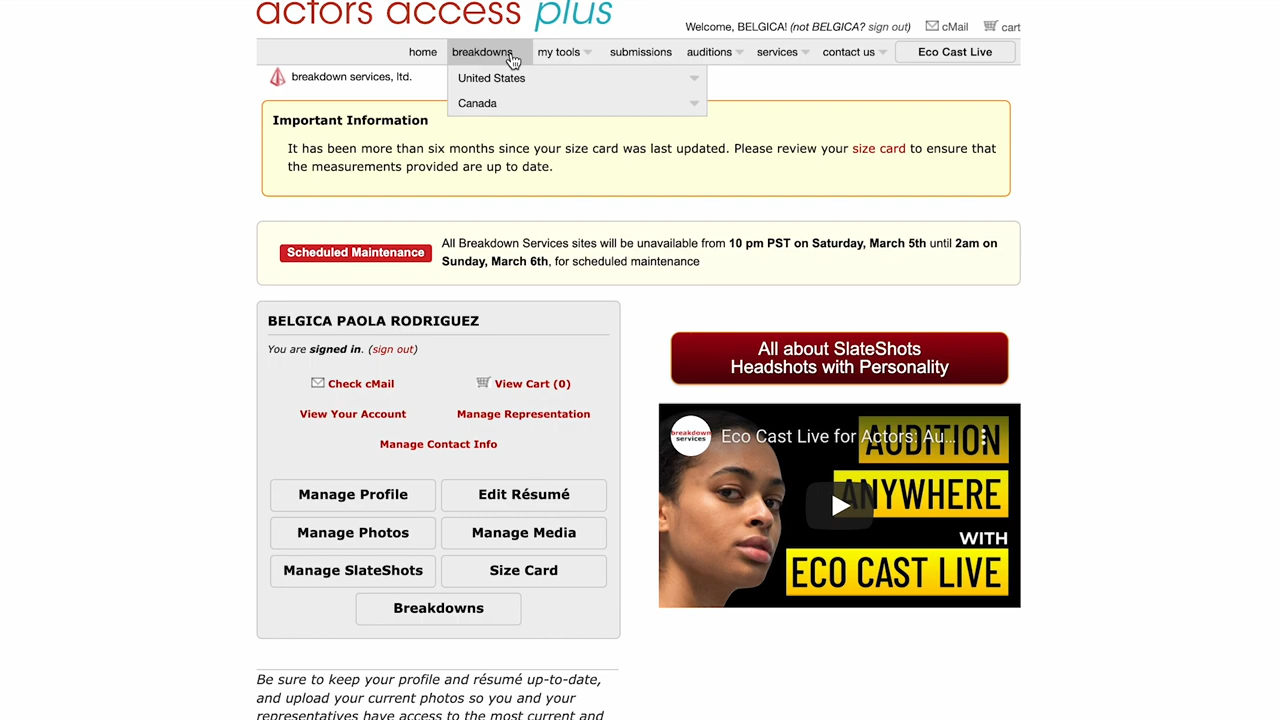 actors access plus
Welcome, BELGICA! (not BELGICA? sign out) cMail cart
home breakdowns my tools submissions auditions services contact us Eco Cast Live
breakdown services, ltd.
United States
Canada
Important Information
It has been more than six months since your size card was last updated. Please review your size card to ensure that
the measurements provided are up to date.
Scheduled Maintenance
All Breakdown Services sites will be unavailable from 10 pm PST on Saturday, March 5th until 2am on
Sunday, March 6th, for scheduled maintenance
BELGICA PAOLA RODRIGUEZ
You are signed in. (sign out)
Check cMail View Cart (0)
View Your Account Manage Representation
Manage Contact Info
Manage Profile Edit Résumé
Manage Photos Manage Media
Manage SlateShots Size Card
Breakdowns
All about SlateShots
Headshots with Personality
breakdown
services
Eco Cast Live for Actors: Au...
AUDITION
ANYWHERE
WITH
ECO CAST LIVE
Be sure to keep your profile and résumé up-to-date,
and upload your current photos so you and your
representatives have access to the most current and